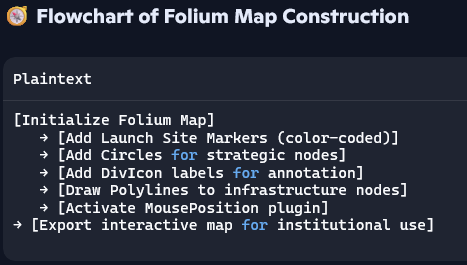 🧭 Flowchart of Folium Map Construction
Plaintext
[Initialize Folium Map]
   → [Add Launch Site Markers (color-coded)]
   → [Add Circles for strategic nodes]
   → [Add DivIcon labels for annotation]
   → [Draw Polylines to infrastructure nodes]
   → [Activate MousePosition plugin]
→ [Export interactive map for institutional use]